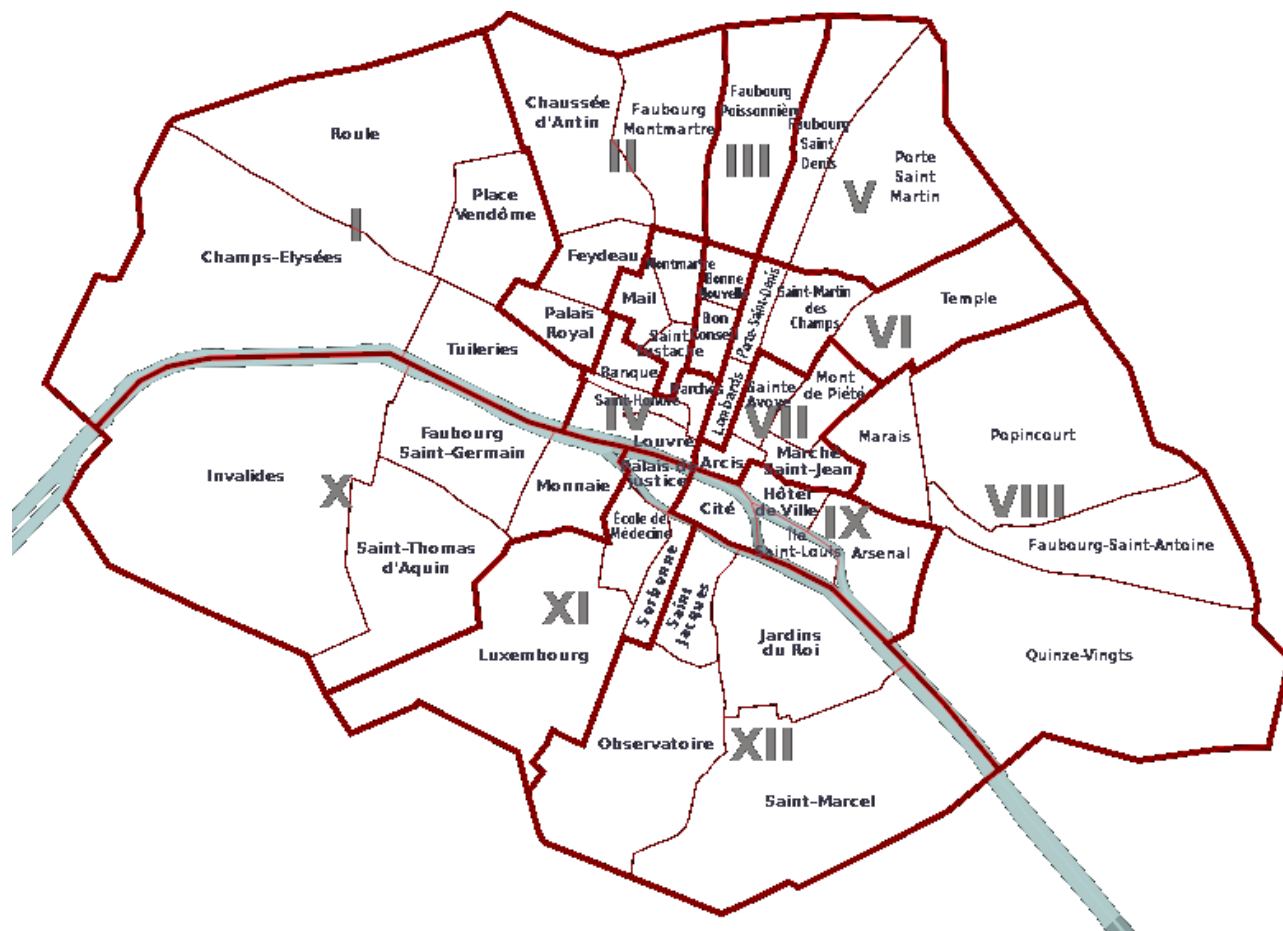 Chaussée
d'Antin
Faubourg
Montmartre
Faubourg
Poissonnière
Faubourg
Saint
Denis
Roule
Porte
Saint
Martin
II
III
V
Place
Vendôme
I
Champs-Elysées
Feydeau
Montmartre
Bonne
Nouvelle
Porte-Saint-Denis
Saint-Martin
des
Champs
Temple
Mail
Palais
Royal
Bon
Conseil
VI
Tuileries
Saint
Eustache
Banque
Marchés
Lombards
Sainte
Avoye
Mont
de Piété
Saint-Honoré
IV
VII
Faubourg
Saint-Germain
Louvre
Marais
Popincourt
Invalides
X
Monnaie
Palais de
justice
Arcis
Marché
Saint-Jean
Cité
Hôtel
de Ville
IX
VIII
École de
Médecine
Île
Saint-Louis
Arsenal
Faubourg-Saint-Antoine
Saint-Thomas
d'Aquin
XI
Sorbonne
Saint
Jacques
Luxembourg
Jardins
du Roi
Quinze-Vingts
Observatoire
XII
Saint-Marcel